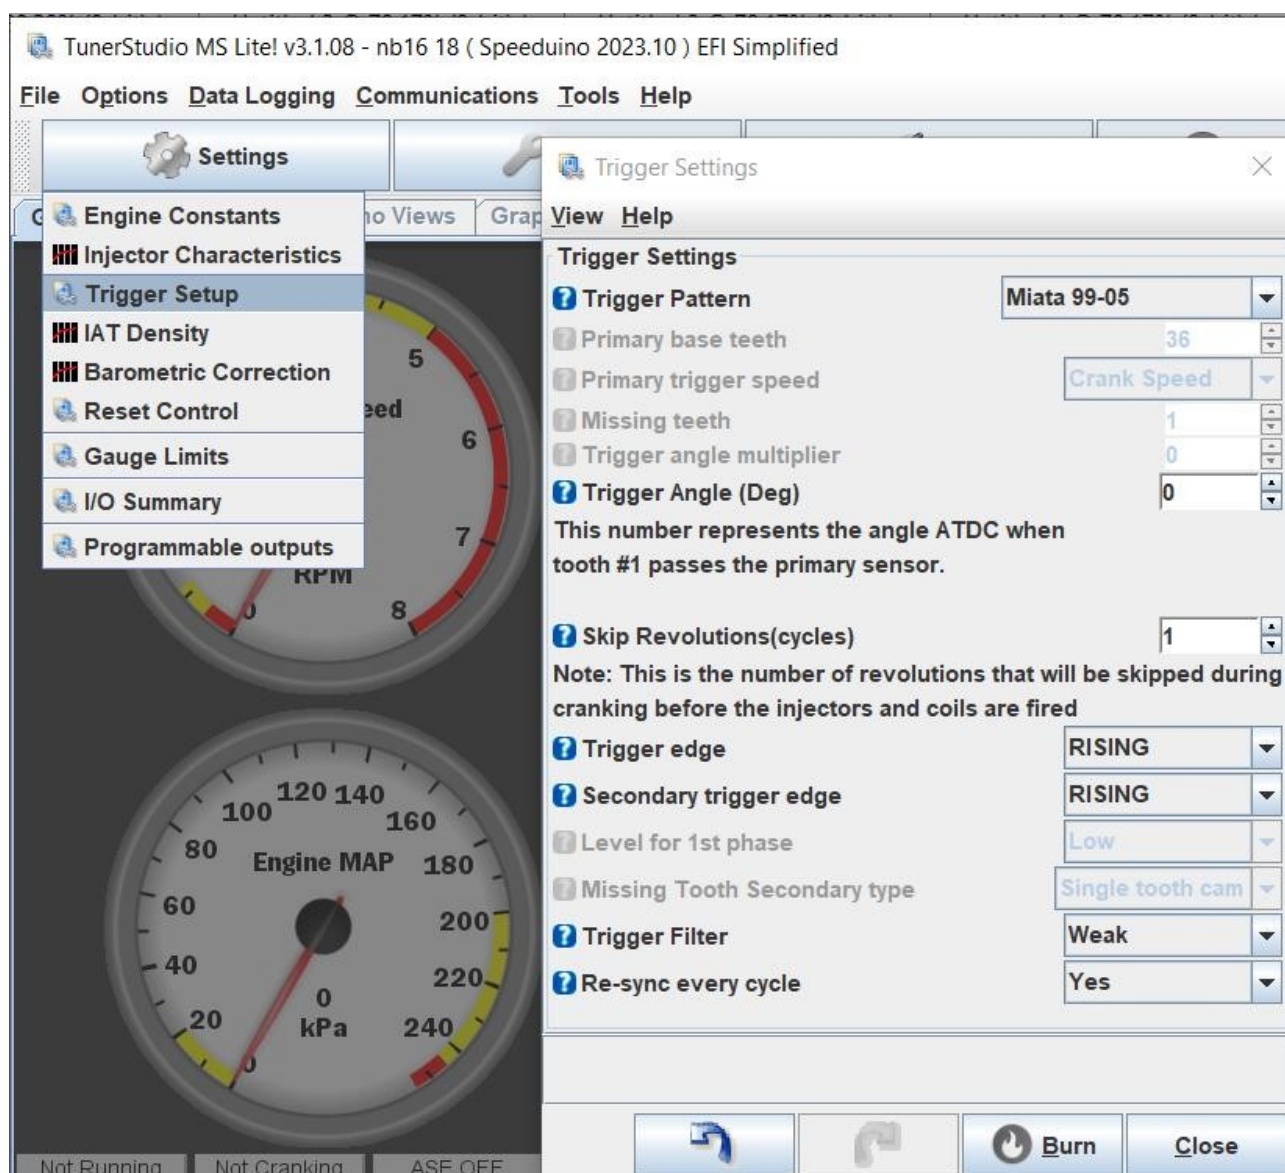 TunerStudio MS Lite! v3.1.08 - nb16 18 ( Speeduino 2023.10 ) EFI Simplified
File Options Data Logging Communications Tools Help
Settings
Engine Constants
Injector Characteristics
Trigger Setup
IAT Density
Barometric Correction
Reset Control
Gauge Limits
I/O Summary
Programmable outputs
Views
5
6
7
8
0
RPM
120 140
100 160
80 Engine MAP 180
60 200
40 220
20 0 240
kPa
0
Not Running Not Cranking ASE OFF
Trigger Settings
View Help
Trigger Settings
Trigger Pattern Miata 99-05
Primary base teeth 36
Primary trigger speed Crank Speed
Missing teeth 1
Trigger angle multiplier 0
Trigger Angle (Deg) 0
This number represents the angle ATDC when
tooth #1 passes the primary sensor.
Skip Revolutions(cycles) 1
Note: This is the number of revolutions that will be skipped during
cranking before the injectors and coils are fired
Trigger edge RISING
Secondary trigger edge RISING
Level for 1st phase Low
Missing Tooth Secondary type Single tooth cam
Trigger Filter Weak
Re-sync every cycle Yes
Burn Close